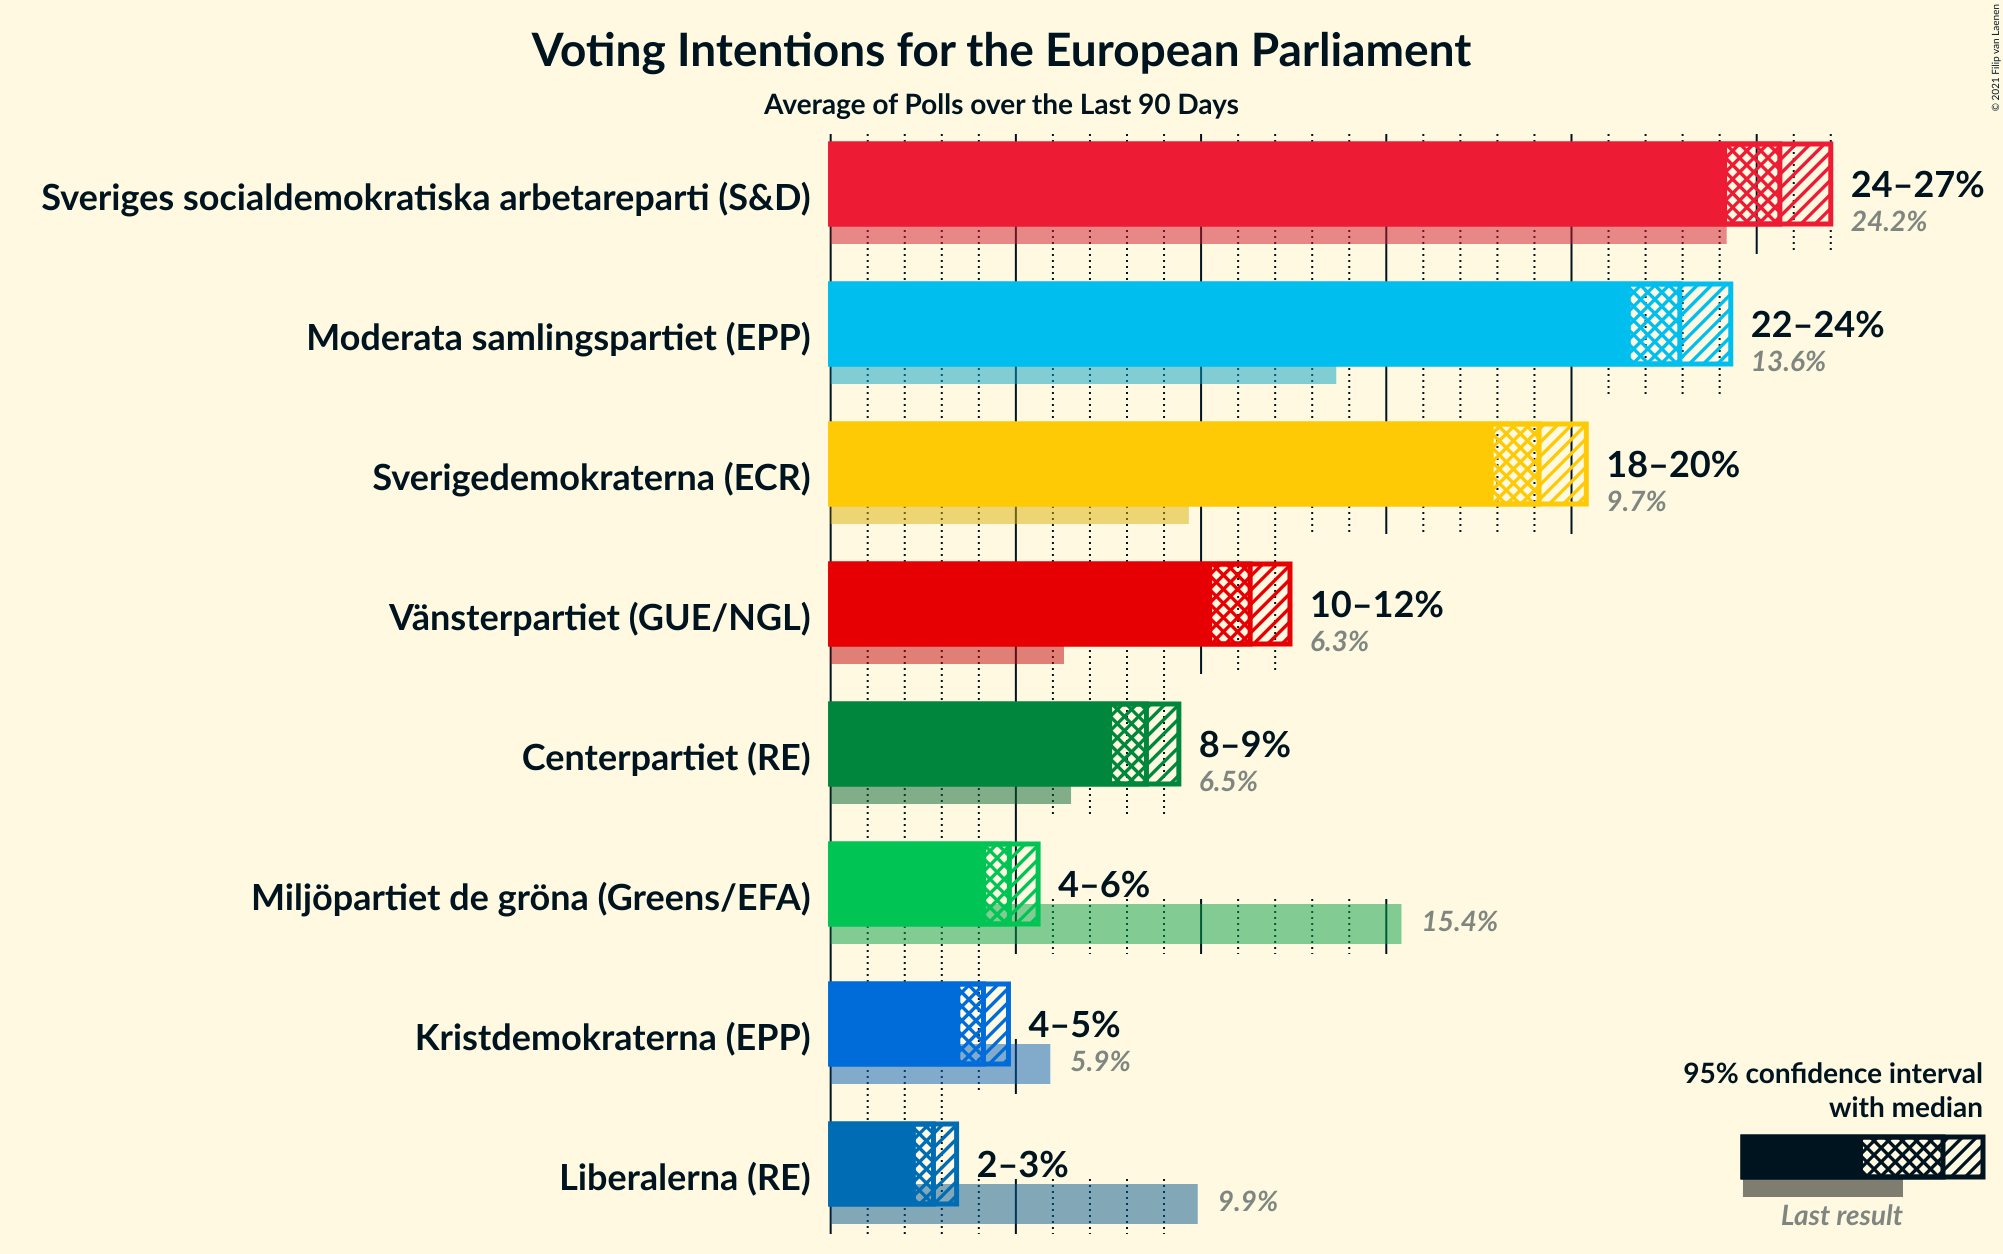 Voting Intentions for the European Parliament
Average of Polls over the Last 90 Days
© 2021 Filip van Laenen
Sveriges socialdemokratiska arbetareparti (S&D)
24–27%
24.2%
Moderata samlingspartiet (EPP)
22–24%
13.6%
Sverigedemokraterna (ECR)
18–20%
9.7%
Vänsterpartiet (GUE/NGL)
10–12%
6.3%
Centerpartiet (RE)
8–9%
6.5%
Miljöpartiet de gröna (Greens/EFA)
4–6%
15.4%
Kristdemokraterna (EPP)
4–5%
5.9%
Liberalerna (RE)
2–3%
9.9%
95% confidence interval
with median
Last result